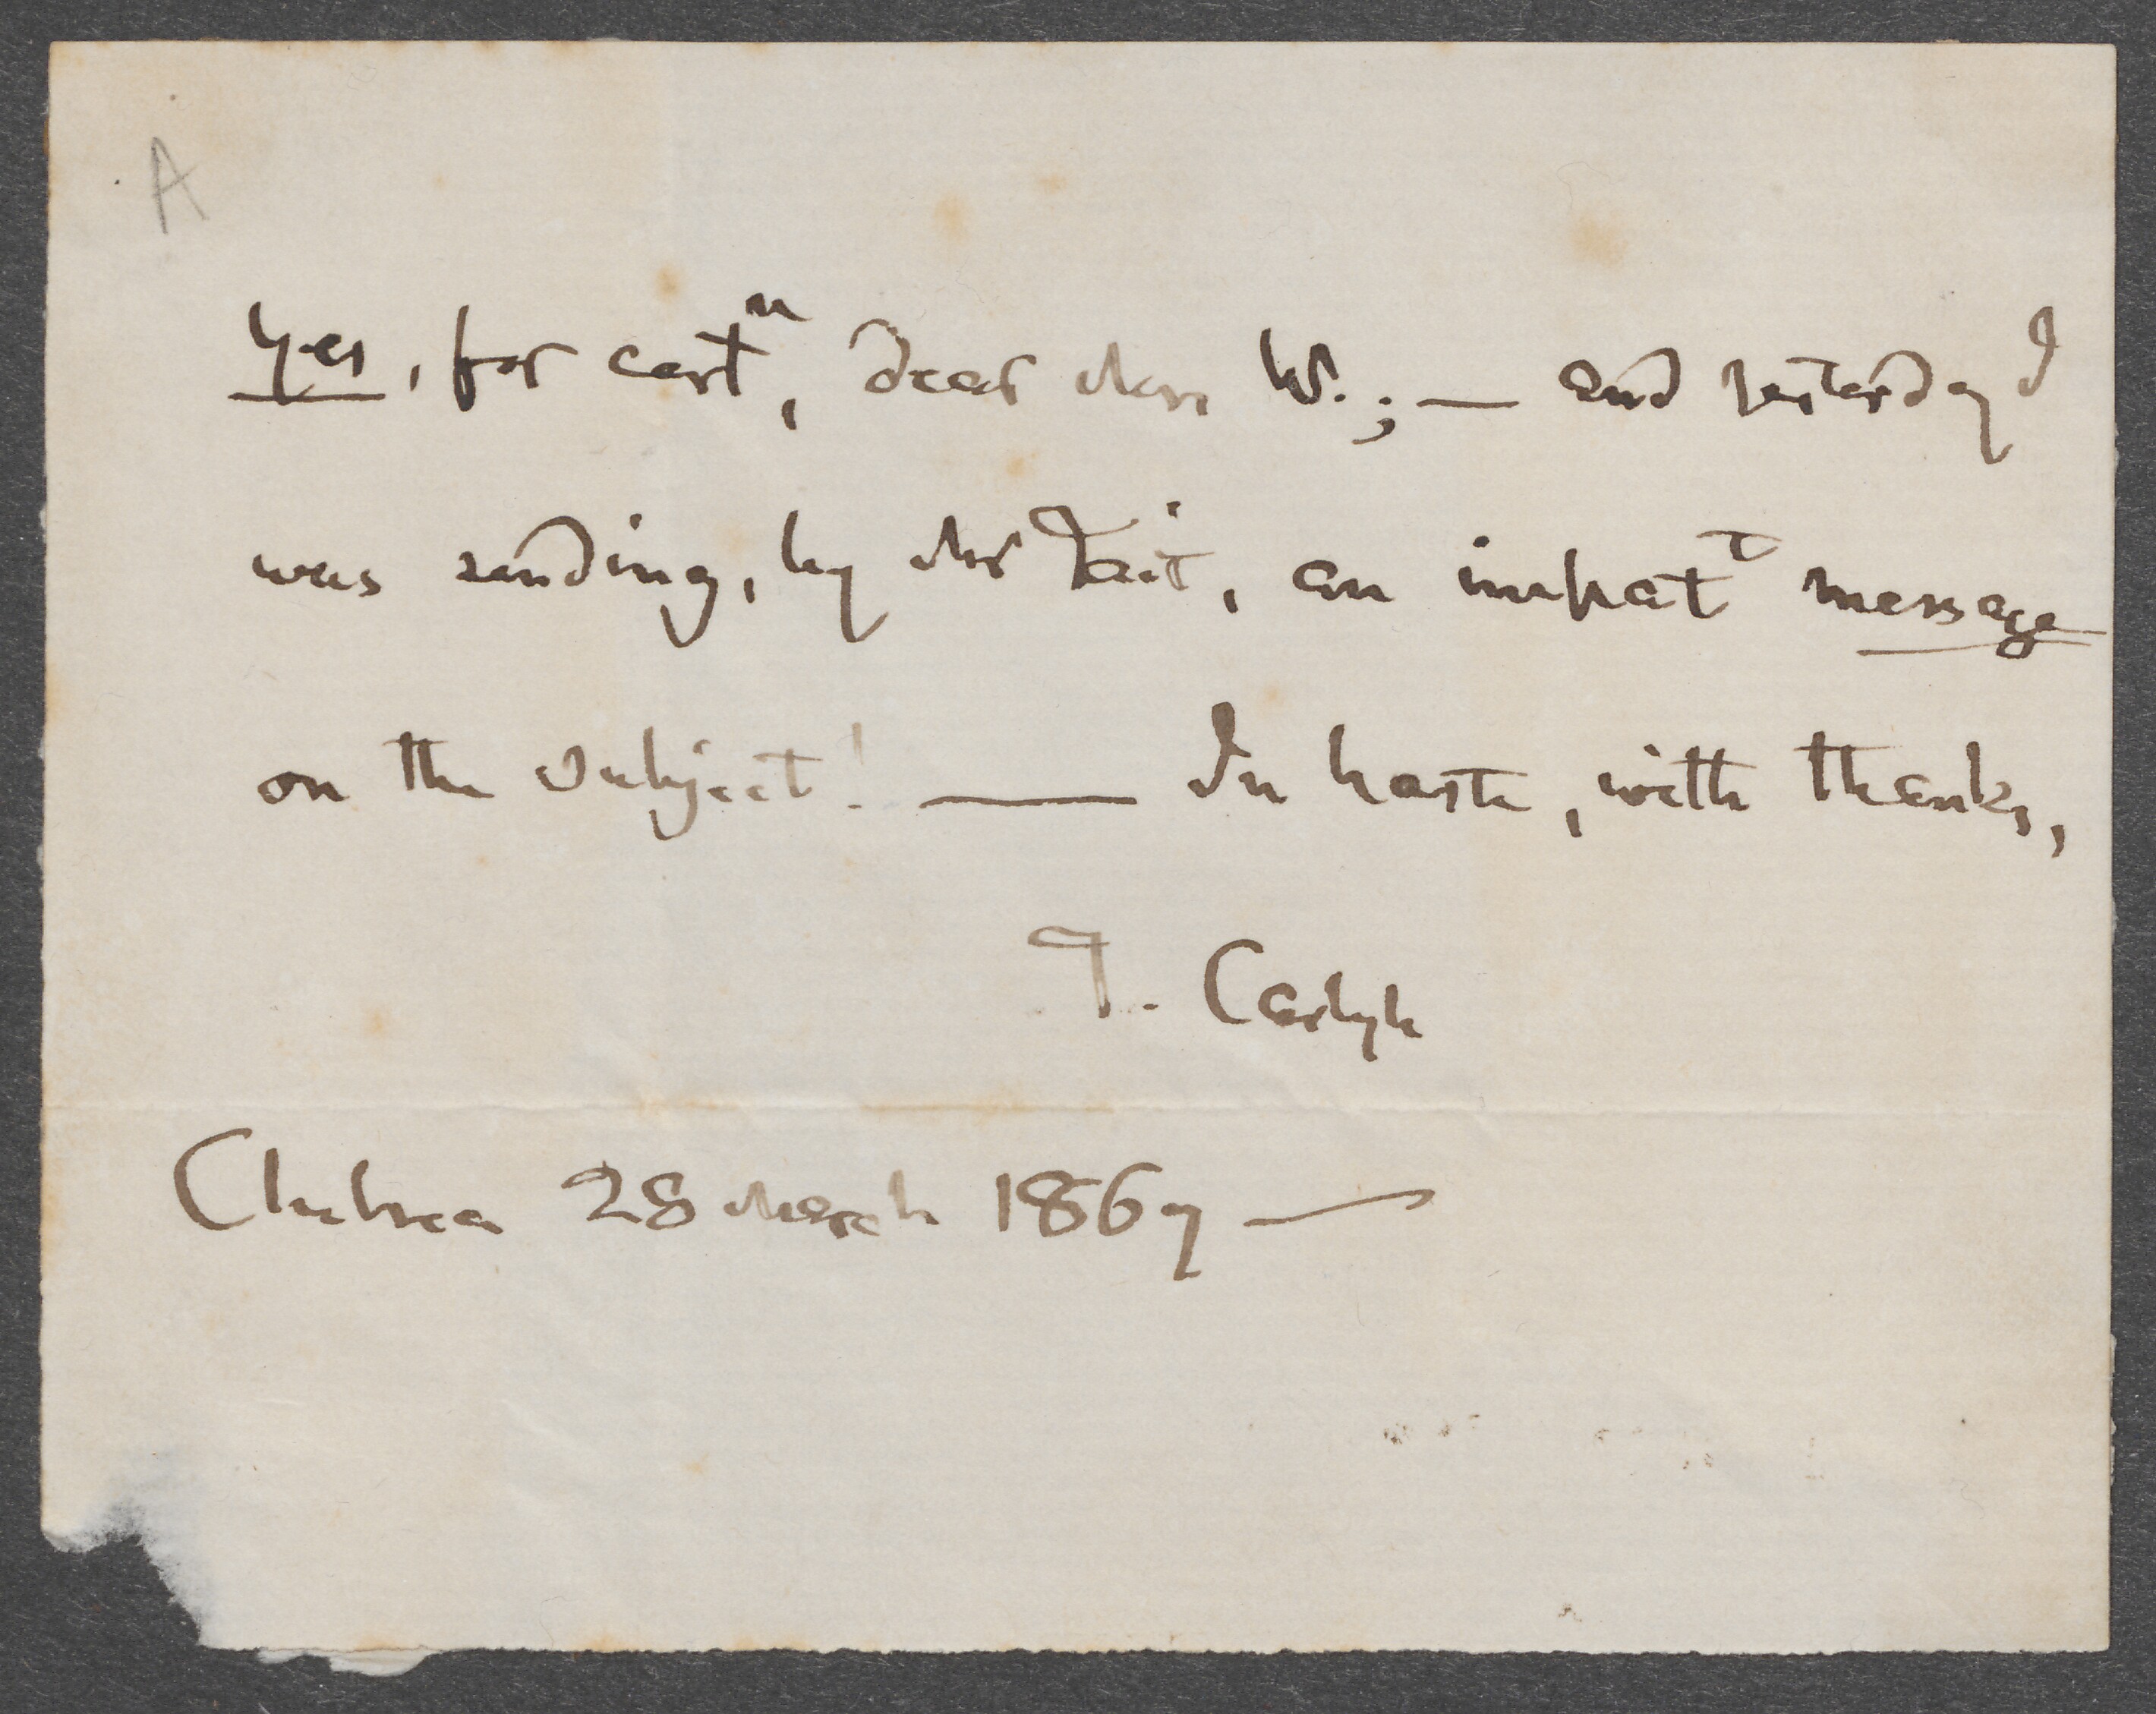 A
Yes, for certn, dear Mrs W.; — and yesterday I
was sending, by Mr Tait, an impatt message
on the subject! — In haste, with thanks,
T. Carlyle
Chelsea 28 March 1867 —